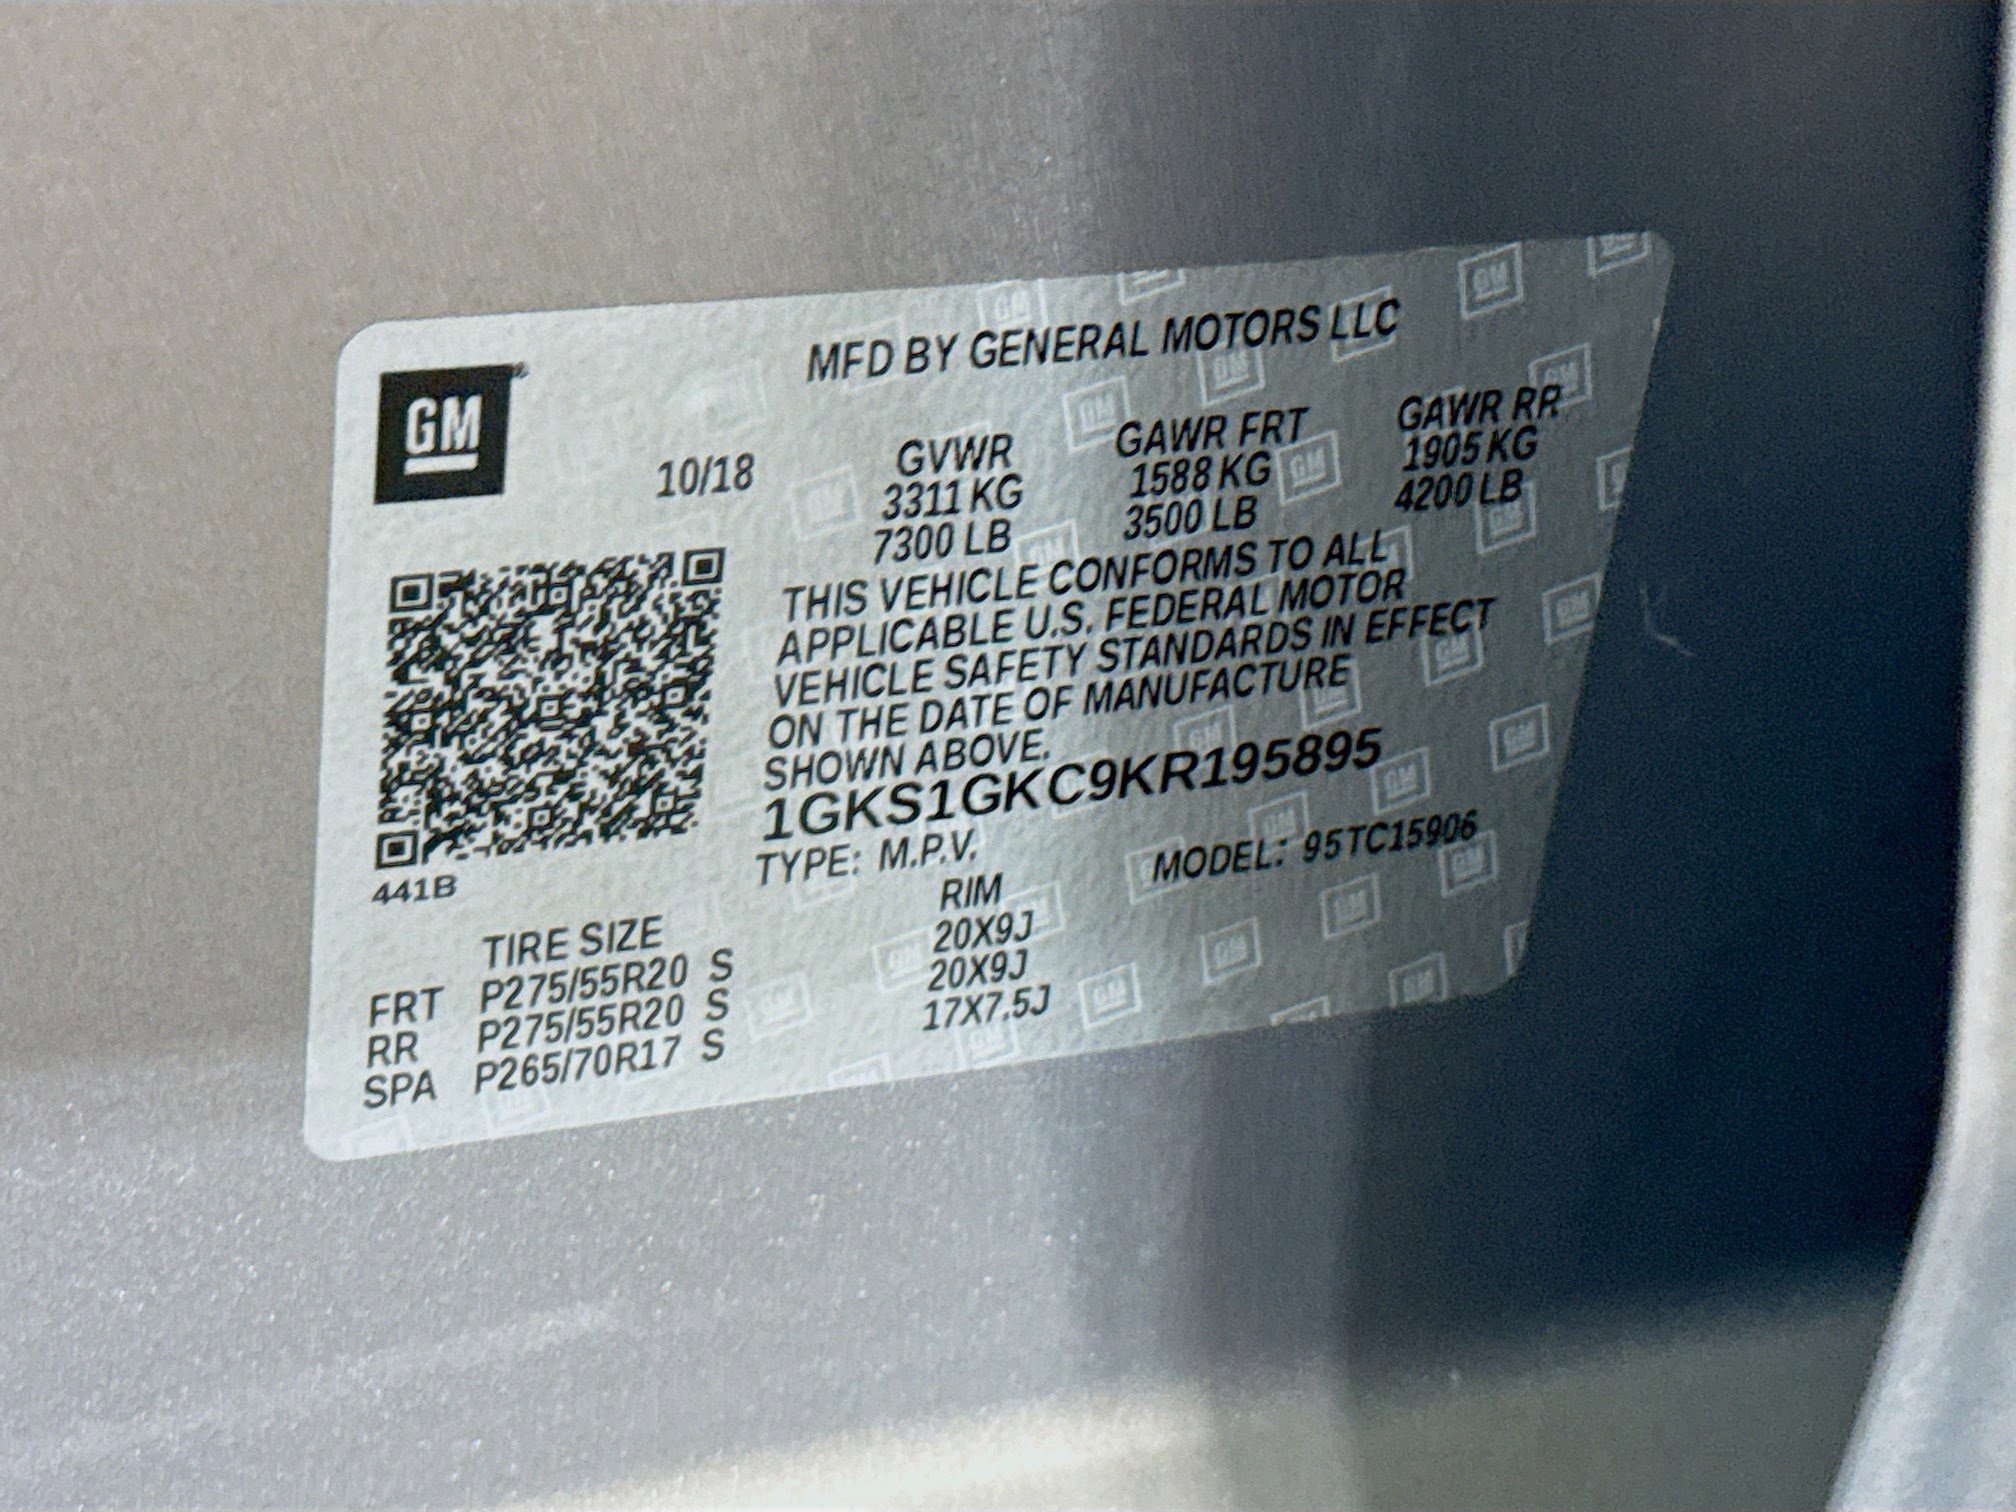 GM
MFD BY GENERAL MOTORS LLC
10/18
GVWR GAWR FRT GAWR RR
3311 KG 1588 KG 1905 KG
7300 LB 3500 LB 4200 LB
THIS VEHICLE CONFORMS TO ALL
APPLICABLE U.S. FEDERAL MOTOR
VEHICLE SAFETY STANDARDS IN EFFECT
ON THE DATE OF MANUFACTURE
SHOWN ABOVE.
1GKS1GKC9KR195895
TYPE: M.P.V. MODEL: 95TC15906
441B
TIRE SIZE RIM
FRT P275/55R20 S 20X9J
RR P275/55R20 S 20X9J
SPA P265/70R17 S 17X7.5J